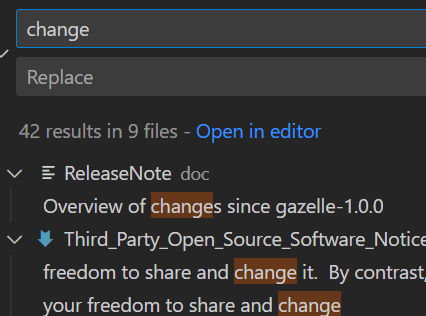 change
Replace
42 results in 9 files - Open in editor
ReleaseNote doc
Overview of changes since gazelle-1.0.0
Third_Party_Open_Source_Software_Notice
freedom to share and change it. By contrast,
your freedom to share and change